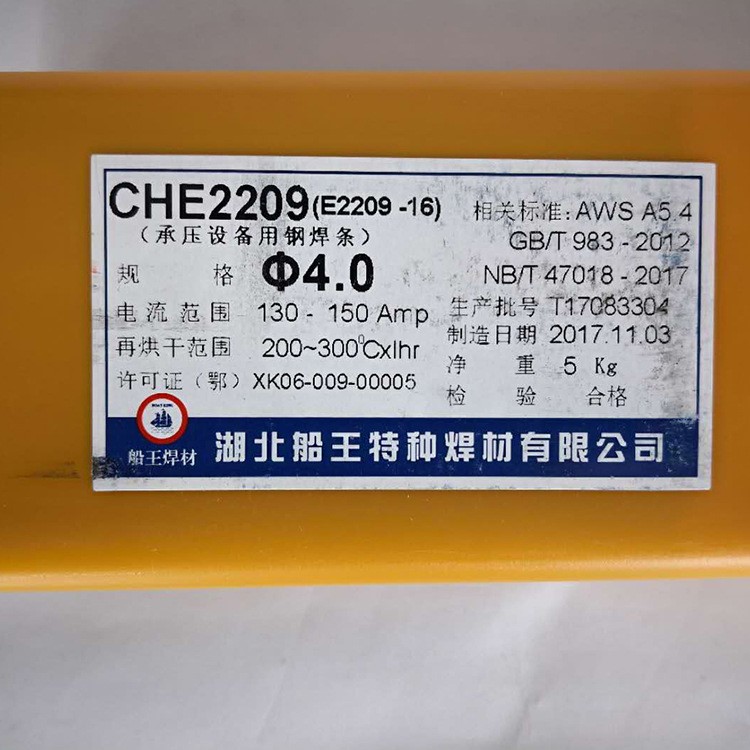 CHE2209(E2209 -16)
(承压设备用钢焊条)
规 格 Φ4.0
电流范围 130 - 150 Amp
再烘干范围 200~300⁰Cxlhr
许可证(鄂) XK06-009-00005
相关标准: AWS A5.4
GB/T 983 - 2012
NB/T 47018 - 2017
生产批号 T17083304
制造日期 2017.11.03
净 重 5 Kg
检 验 合格
船王焊材
湖北船王特种焊材有限公司